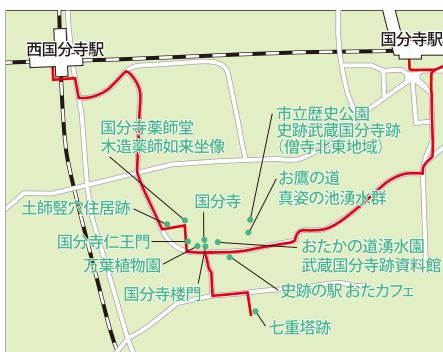 西国分寺駅
国分寺駅
国分寺薬師堂
木造薬師如来坐像
市立歴史公園
史跡武蔵国分寺跡
(僧寺北東地域)
国分寺
お鷹の道
真姿の池湧水群
土師竪穴住居跡
国分寺仁王門
万葉植物園
おたかの道湧水園
武蔵国分寺跡資料館
国分寺楼門
史跡の駅 おたカフェ
七重塔跡